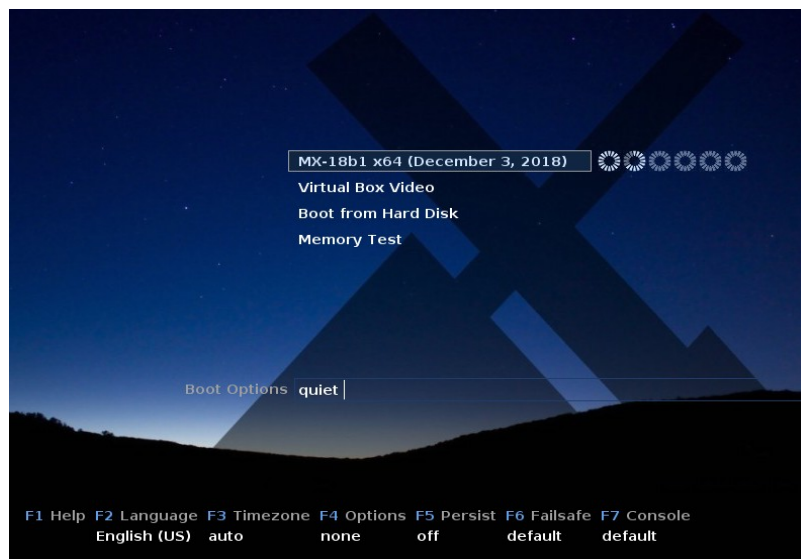 MX-18b1 x64 (December 3, 2018)
Virtual Box Video
Boot from Hard Disk
Memory Test
Boot Options quiet
F1 Help F2 Language F3 Timezone F4 Options F5 Persist F6 Failsafe F7 Console
English (US) auto none off default default